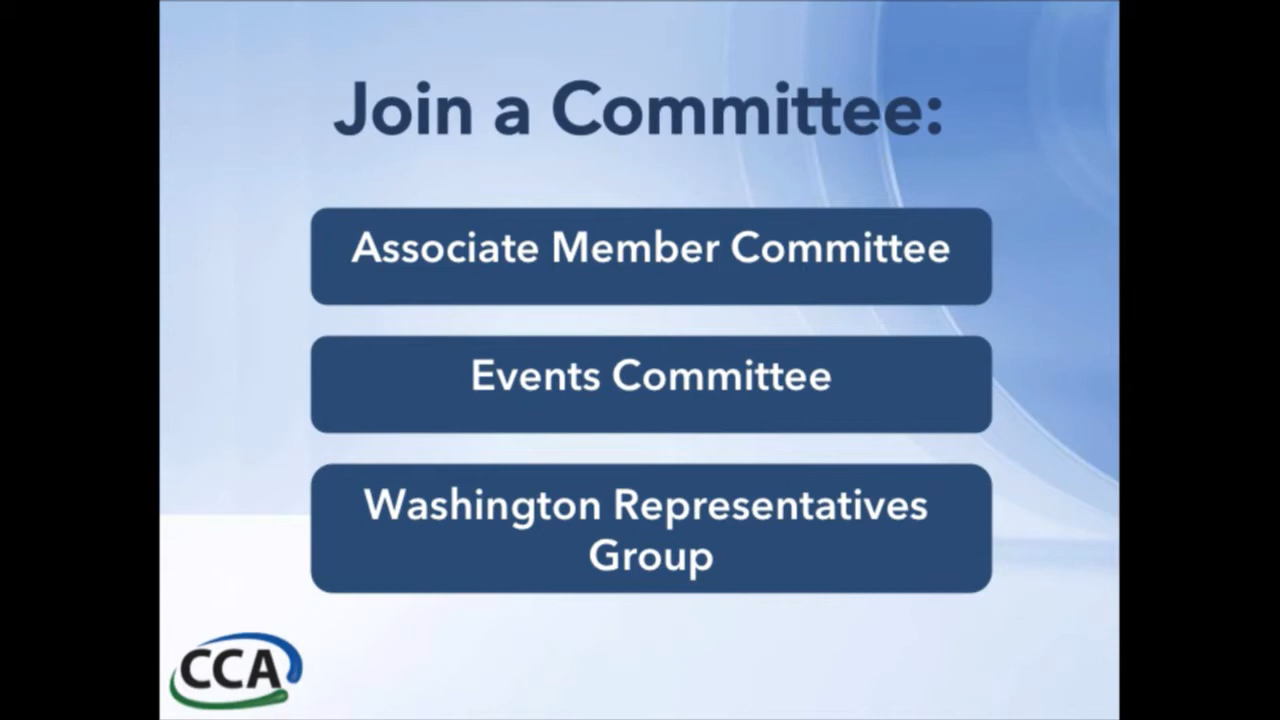 Join a Committee:
Associate Member Committee
Events Committee
Washington Representatives
Group
CCA